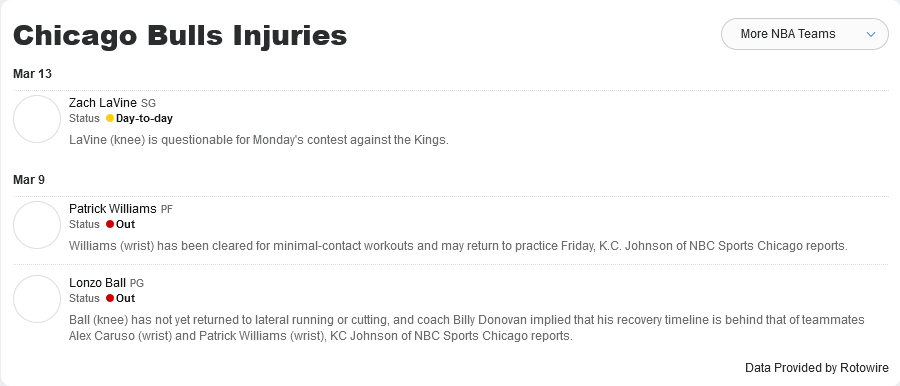 Chicago Bulls Injuries
More NBA Teams
Mar 13
Zach LaVine SG
Status Day-to-day
LaVine (knee) is questionable for Monday's contest against the Kings.
Mar 9
Patrick Williams PF
Status Out
Williams (wrist) has been cleared for minimal-contact workouts and may return to practice Friday, K.C. Johnson of NBC Sports Chicago reports.
Lonzo Ball PG
Status Out
Ball (knee) has not yet returned to lateral running or cutting, and coach Billy Donovan implied that his recovery timeline is behind that of teammates
Alex Caruso (wrist) and Patrick Williams (wrist), KC Johnson of NBC Sports Chicago reports.
Data Provided by Rotowire